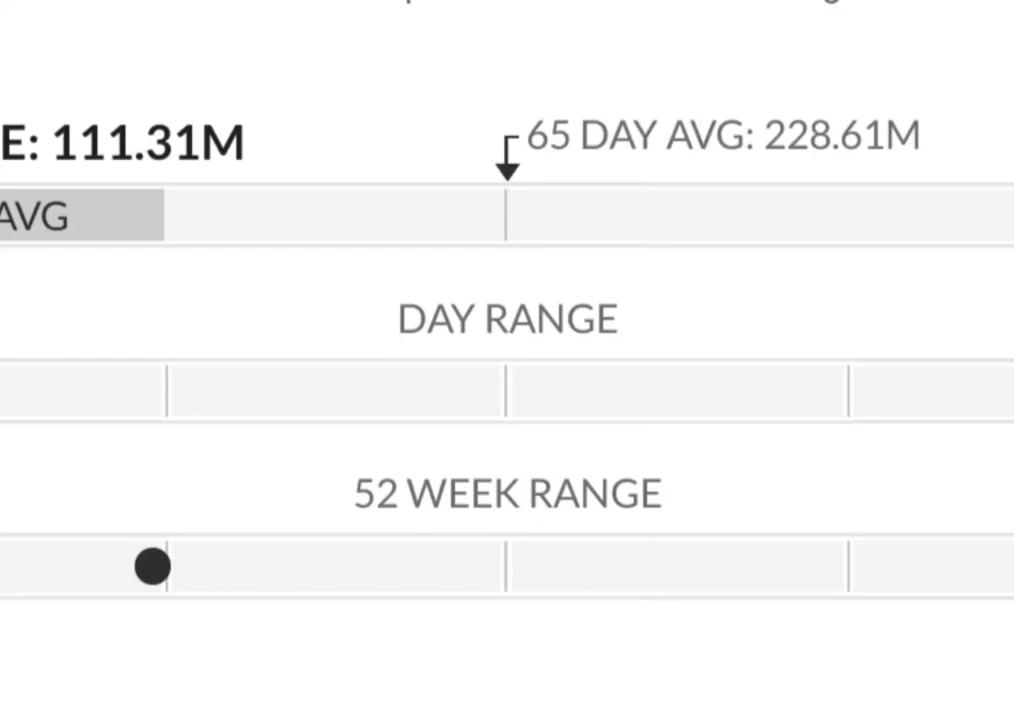 E: 111.31M
65 DAY AVG: 228.61M
AVG
DAY RANGE
52 WEEK RANGE